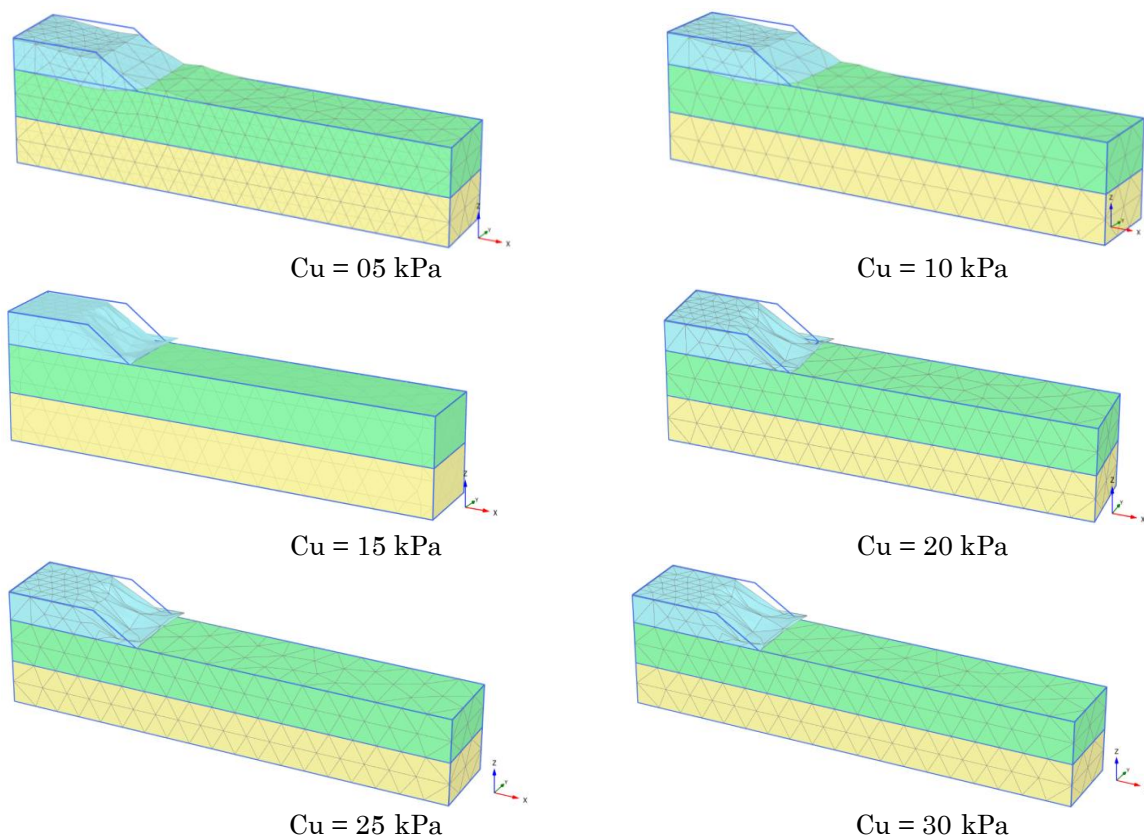 Z
Y
X
Z
Y
X
Cu = 05 kPa
Cu = 10 kPa
Z
Y
X
Z
Y
X
Cu = 15 kPa
Cu = 20 kPa
Z
Y
X
Z
Y
Cu = 25 kPa
Cu = 30 kPa